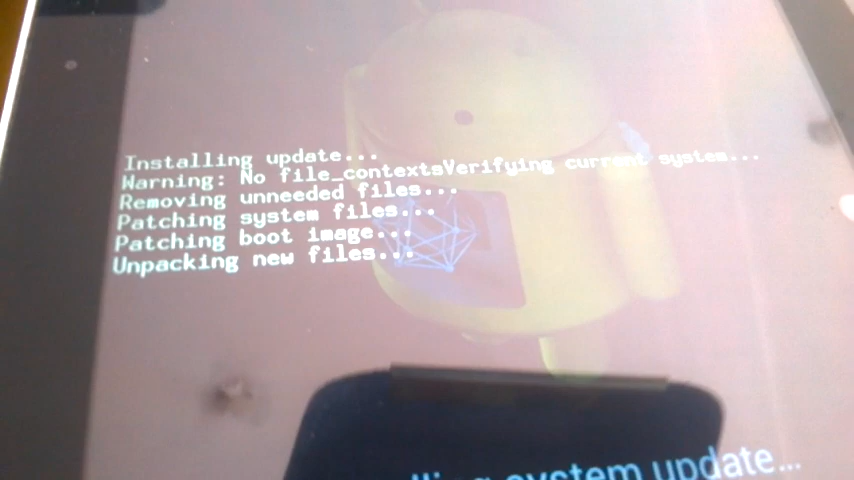 Installing update...
Warning: No file_contextsVerifying current system...
Removing unneeded files...
Patching system files...
Patching boot image...
Unpacking new files...
system update...